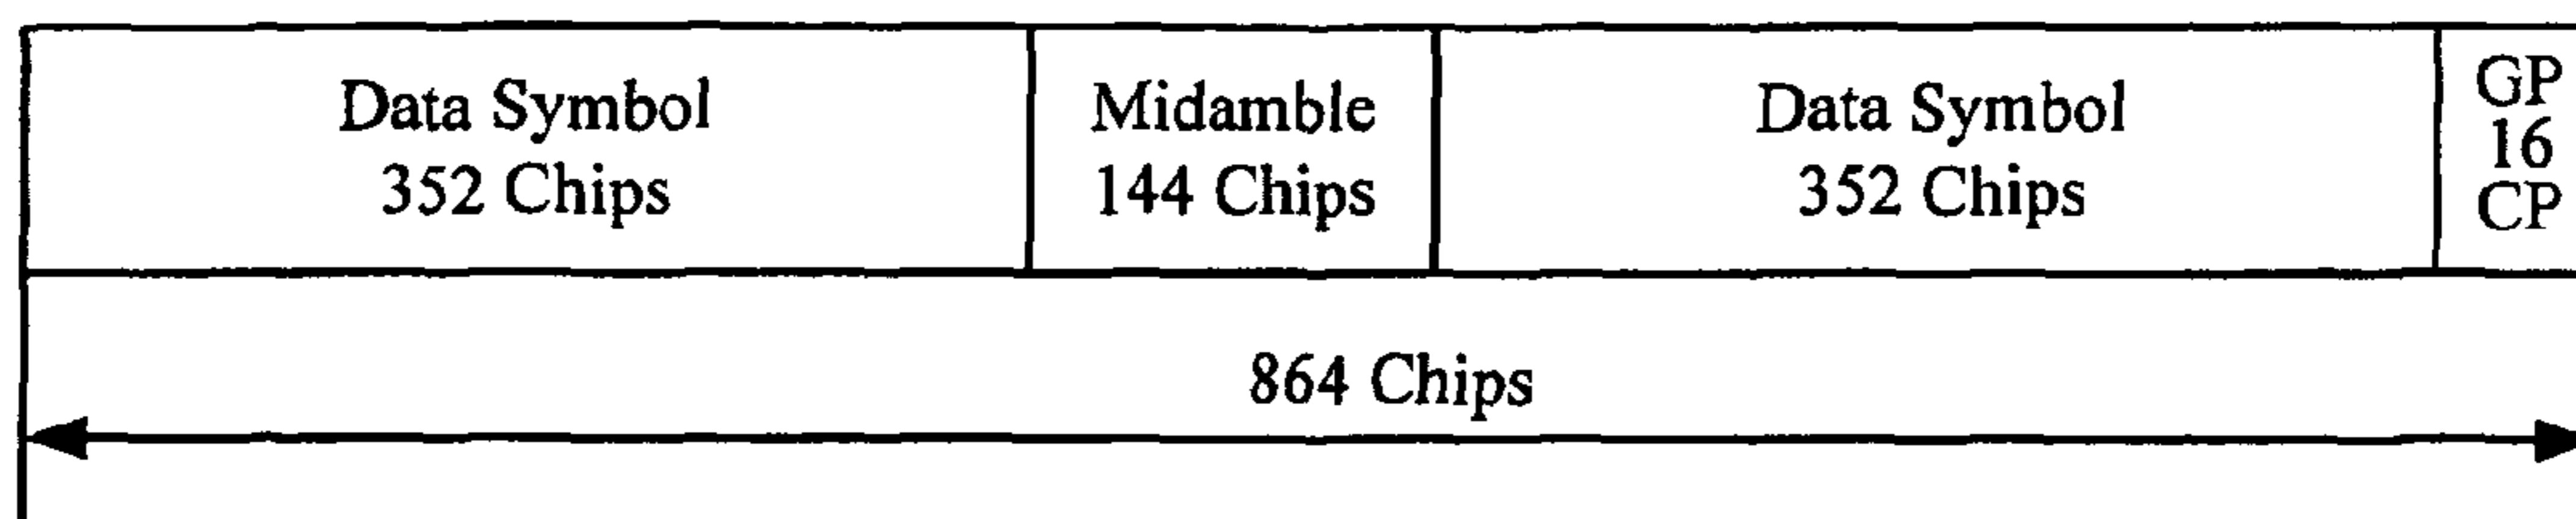 Data Symbol
352 Chips
Midamble
144 Chips
Data Symbol
352 Chips
GP
16
CP
864 Chips